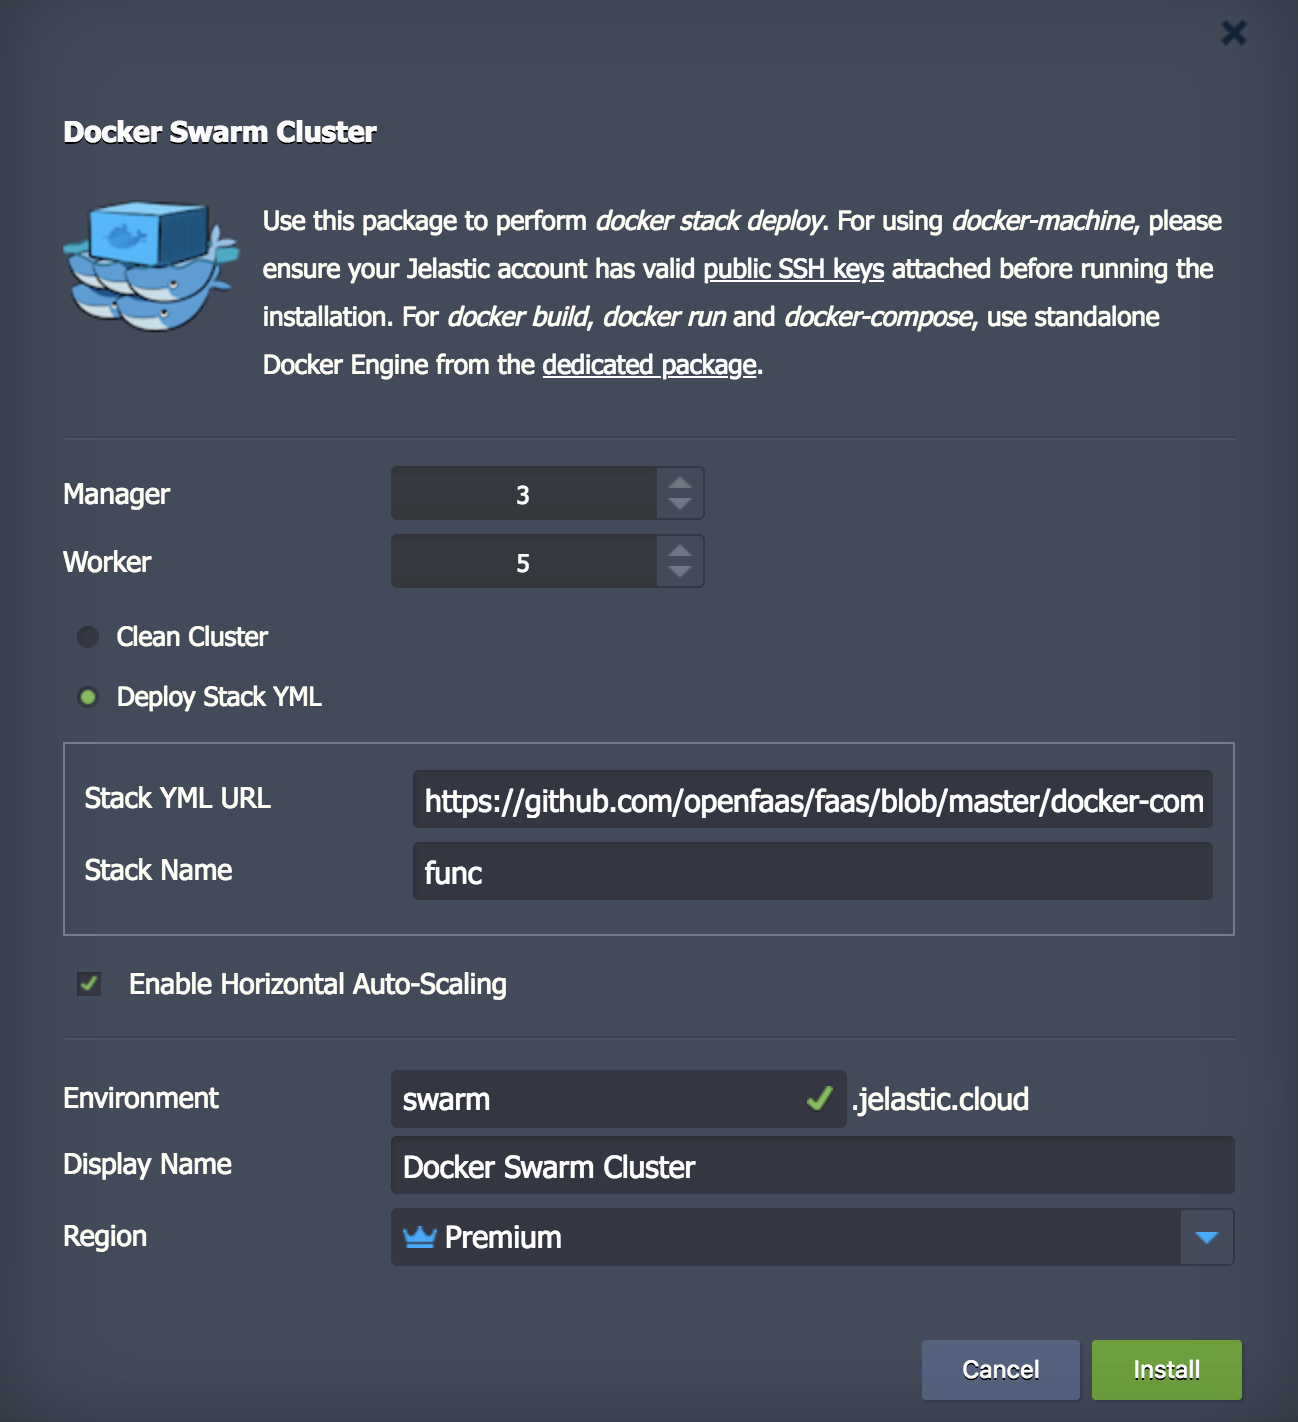 Docker Swarm Cluster
Use this package to perform docker stack deploy. For using docker-machine, please
ensure your Jelastic account has valid public SSH keys attached before running the
installation. For docker build, docker run and docker-compose, use standalone
Docker Engine from the dedicated package.
Manager 3
Worker 5
Clean Cluster
Deploy Stack YML
Stack YML URL https://github.com/openfaas/faas/blob/master/docker-com
Stack Name func
Enable Horizontal Auto-Scaling
Environment swarm .jelastic.cloud
Display Name Docker Swarm Cluster
Region Premium
Cancel Install